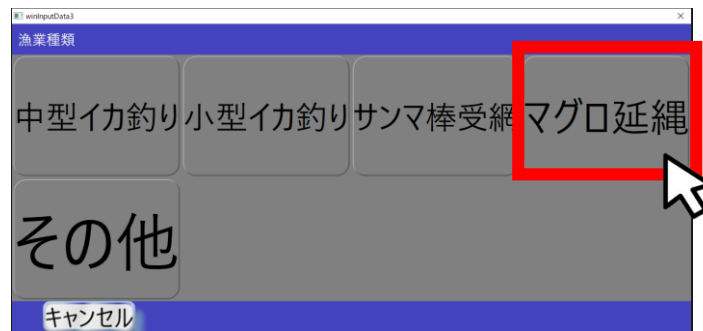 winInputData3
漁業種類
中型イカ釣り 小型イカ釣り サンマ棒受網 マグロ延縄
その他
キャンセル